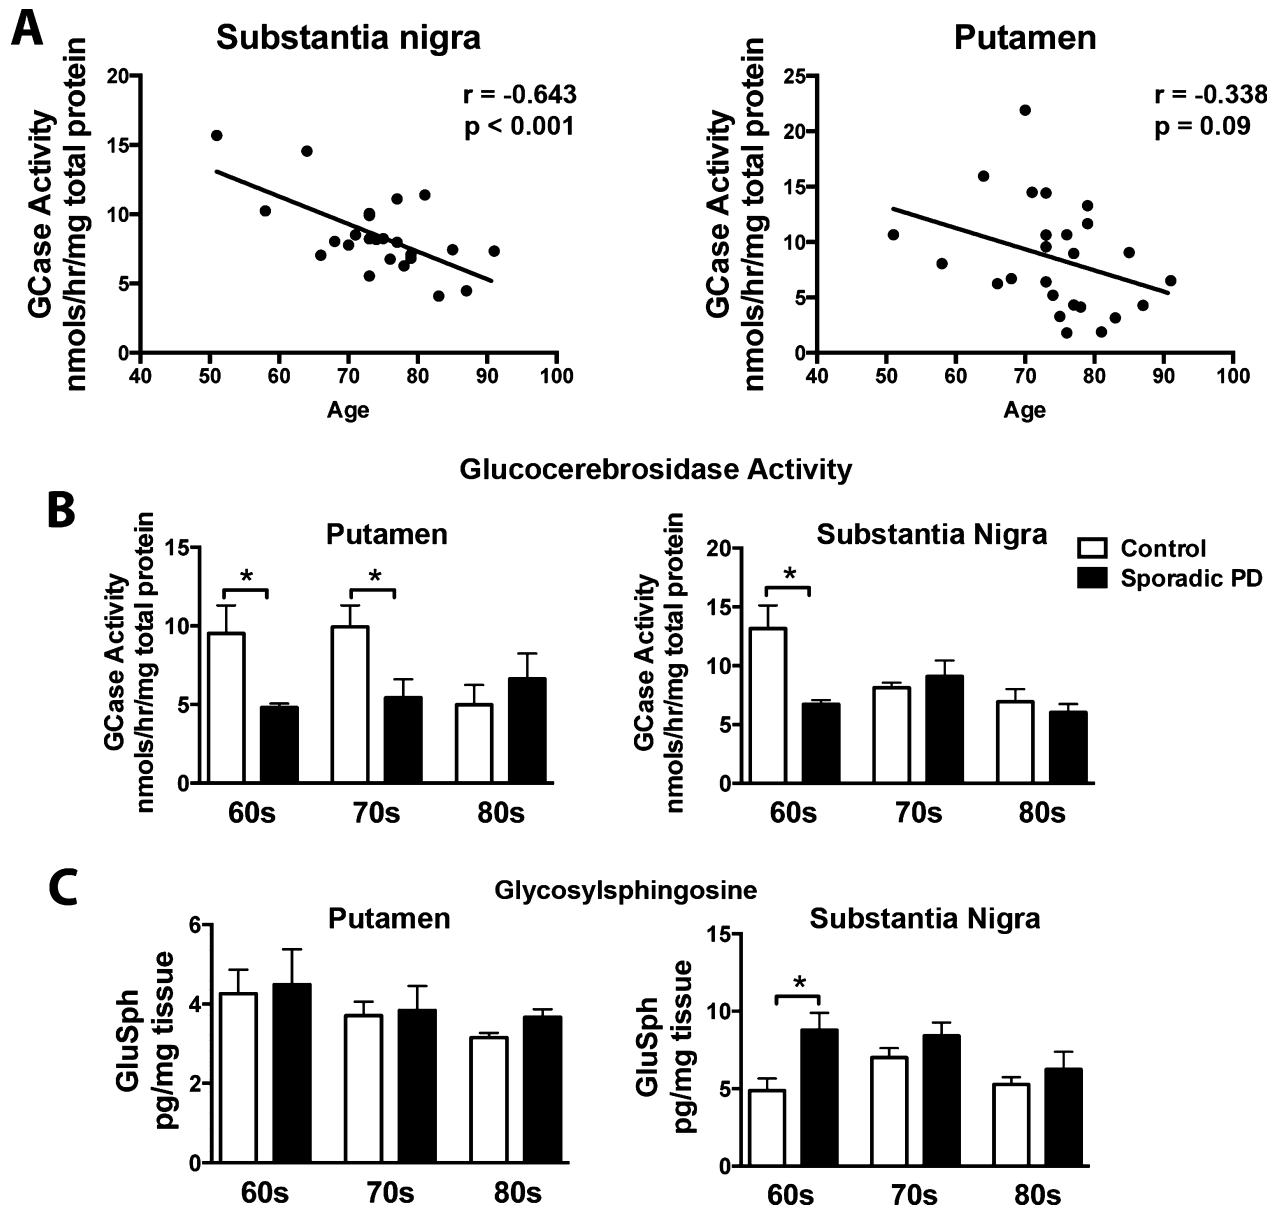 A
Substantia nigra
GCase Activity
nmols/hr/mg total protein
20
15
10
5
0
r = -0.643
p < 0.001
40 50 60 70 80 90 100
Age
Putamen
GCase Activity
nmols/hr/mg total protein
25
20
15
10
5
0
r = -0.338
p = 0.09
40 50 60 70 80 90 100
Age
Glucocerebrosidase Activity
B
Putamen
GCase Activity
nmols/hr/mg total protein
15
10
5
0
* *
60s 70s 80s
Substantia Nigra
GCase Activity
nmols/hr/mg total protein
20
15
10
5
0
*
60s 70s 80s
Control
Sporadic PD
C
Glycosylsphingosine
Putamen
GluSph
pg/mg tissue
6
4
2
0
60s 70s 80s
Substantia Nigra
GluSph
pg/mg tissue
15
10
5
0
*
60s 70s 80s